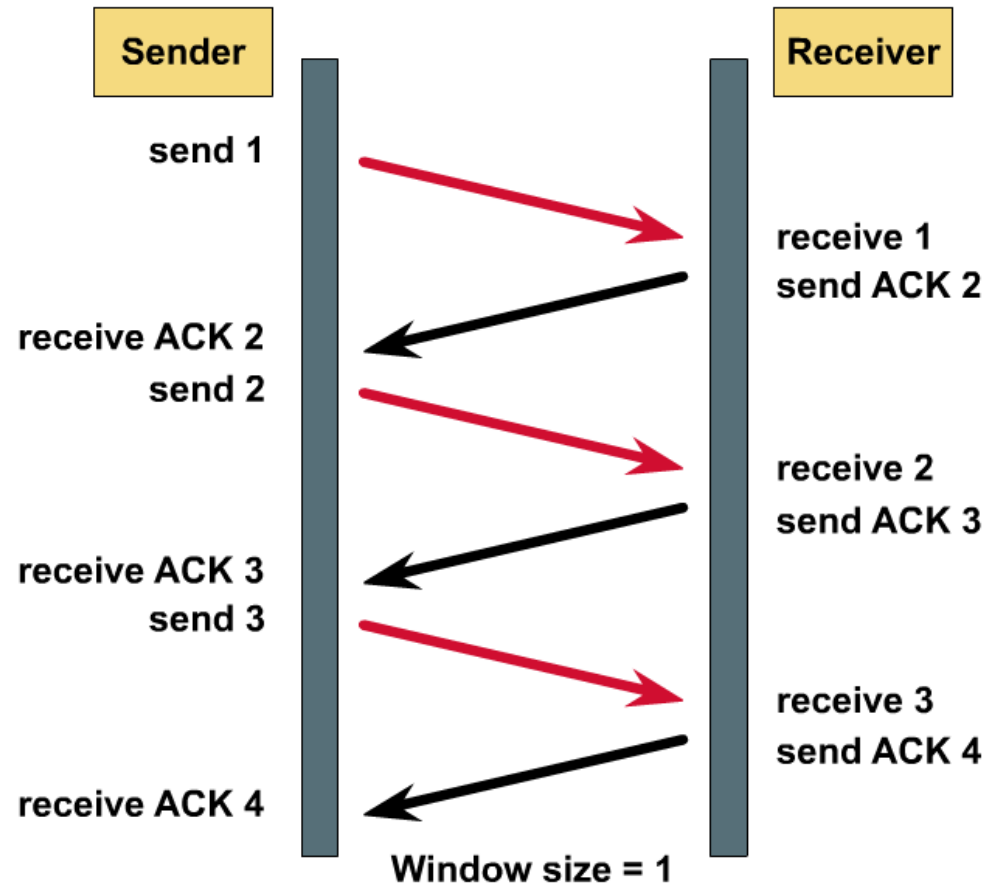 Sender
Receiver
send 1
receive 1
send ACK 2
receive ACK 2
send 2
receive 2
send ACK 3
receive ACK 3
send 3
receive 3
send ACK 4
receive ACK 4
Window size = 1